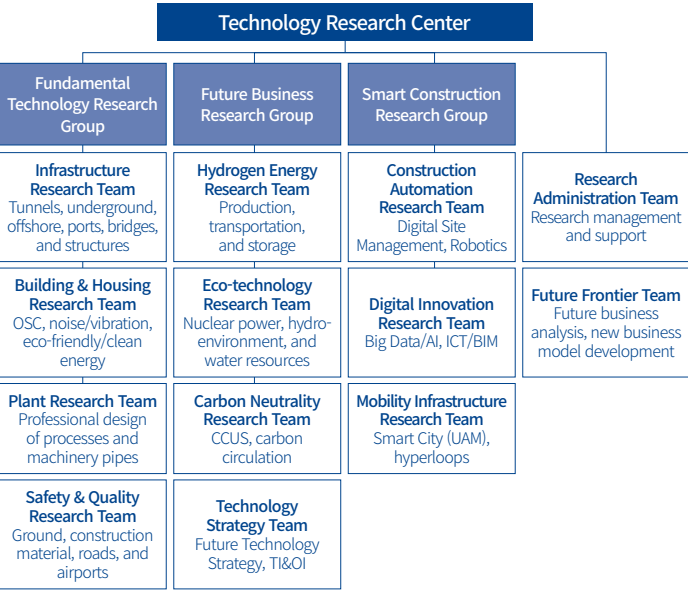 Technology Research Center
Fundamental
Technology Research
Group
Infrastructure
Research Team
Tunnels, underground,
offshore, ports, bridges,
and structures
Building & Housing
Research Team
OSC, noise/vibration,
eco-friendly/clean
energy
Plant Research Team
Professional design
of processes and
machinery pipes
Safety & Quality
Research Team
Ground, construction
material, roads, and
airports
Future Business
Research Group
Hydrogen Energy
Research Team
Production,
transportation,
and storage
Eco-technology
Research Team
Nuclear power, hydro-
environment, and
water resources
Carbon Neutrality
Research Team
CCUS, carbon
circulation
Technology
Strategy Team
Future Technology
Strategy, TI&OI
Smart Construction
Research Group
Construction
Automation
Research Team
Digital Site
Management, Robotics
Digital Innovation
Research Team
Big Data/AI, ICT/BIM
Mobility Infrastructure
Research Team
Smart City (UAM),
hyperloops
Research
Administration Team
Research management
and support
Future Frontier Team
Future business
analysis, new business
model development